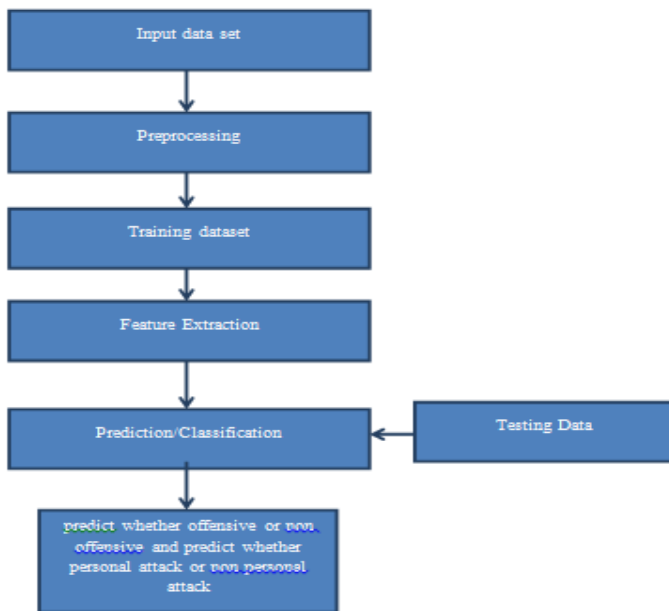 Input data set
Preprocessing
Training dataset
Feature Extraction
Prediction/Classification
Testing Data
predict whether offensive or non
offensive and predict whether
personal attack or non personal
attack